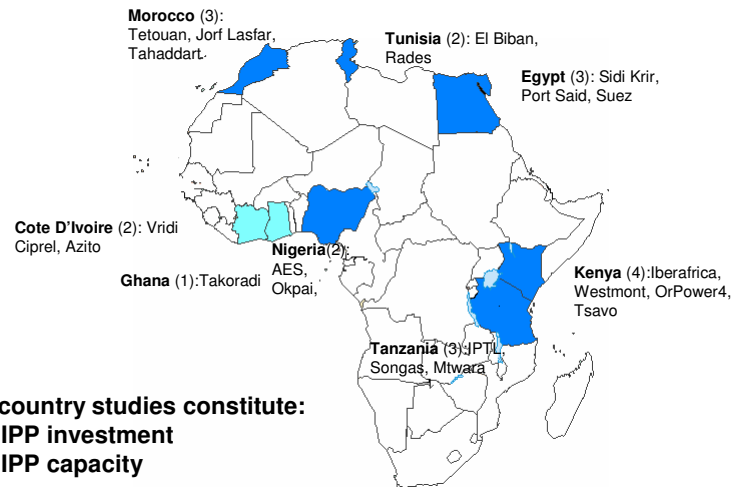 Morocco (3):
Tetouan, Jorf Lasfar,
Tahaddart.
Tunisia (2): El Biban,
Rades
Egypt (3): Sidi Krir,
Port Said, Suez
Cote D'Ivoire (2): Vridi
Ciprel, Azito
Ghana (1):Takoradi
Nigeria(2):
AES,
Okpai,
Kenya (4):Iberafrica,
Westmont, OrPower4,
Tsavo
Tanzania (3):IPTL,
Songas, Mtwara
country studies constitute:
IPP investment
IPP capacity